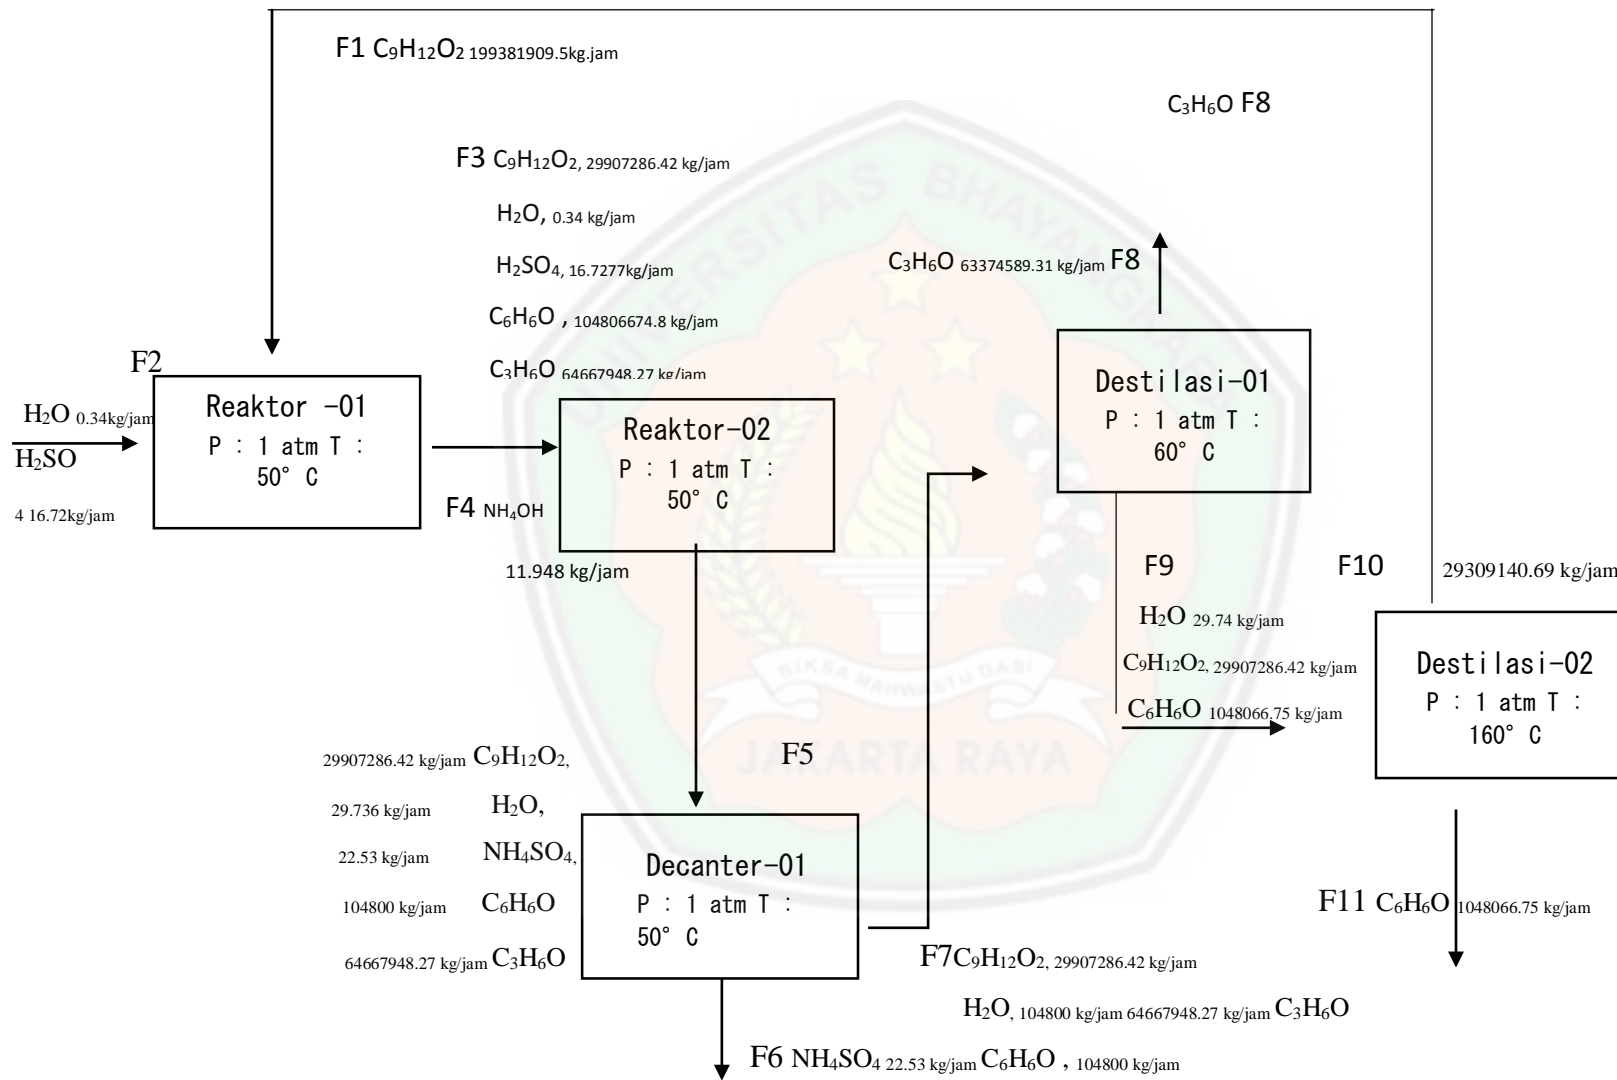 F1 C₉H₁₂O₂ 199381909.5kg.jam
C₃H₆O F8
F3 C₉H₁₂O₂, 29907286.42 kg/jam
H₂O, 0.34 kg/jam
H₂SO₄, 16.7277kg/jam
C₆H₆O , 104806674.8 kg/jam
C₃H₆O 64667948.27 kg/jam
C₃H₆O 63374589.31 kg/jam F8
F2
H₂O 0.34kg/jam
H₂SO
4 16.72kg/jam
Reaktor -01
P : 1 atm T :
50° C
F4 NH₄OH
11.948 kg/jam
Reaktor-02
P : 1 atm T :
50° C
Destilasi-01
P : 1 atm T :
60° C
F9
H₂O 29.74 kg/jam
C₉H₁₂O₂, 29907286.42 kg/jam
C₆H₆O 1048066.75 kg/jam
F10 29309140.69 kg/jam
Destilasi-02
P : 1 atm T :
160° C
F5
29907286.42 kg/jam C₉H₁₂O₂,
29.736 kg/jam H₂O,
22.53 kg/jam NH₄SO₄,
104800 kg/jam C₆H₆O
64667948.27 kg/jam C₃H₆O
Decanter-01
P : 1 atm T :
50° C
F11 C₆H₆O 1048066.75 kg/jam
F7C₉H₁₂O₂, 29907286.42 kg/jam
H₂O, 104800 kg/jam 64667948.27 kg/jam C₃H₆O
F6 NH₄SO₄ 22.53 kg/jam C₆H₆O , 104800 kg/jam
UNIVERSITAS BHAYANGKARA
BIKSA MAHWASTU DASI
JAKARTA RAYA